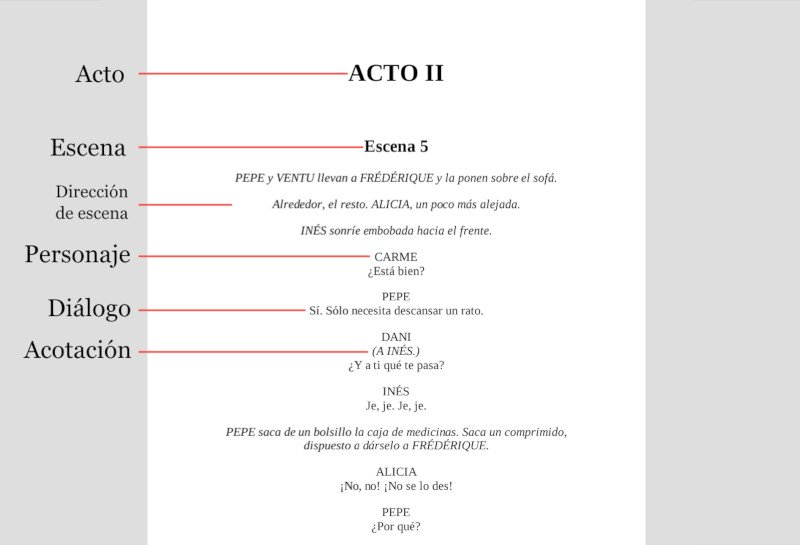 Acto
ACTO II
Escena
Escena 5
PEPE y VENTU llevan a FRÉDÉRIQUE y la ponen sobre el sofá.
Dirección
de escena
Alrededor, el resto. ALICIA, un poco más alejada.
INÉS sonríe embobada hacia el frente.
Personaje
CARME
¿Está bien?
PEPE
Diálogo
Sí. Sólo necesita descansar un rato.
DANI
Acotación
(A INÉS.)
¿Y a ti qué te pasa?
INÉS
Je, je. Je, je.
PEPE saca de un bolsillo la caja de medicinas. Saca un comprimido,
dispuesto a dárselo a FRÉDÉRIQUE.
ALICIA
¡No, no! ¡No se lo des!
PEPE
¿Por qué?